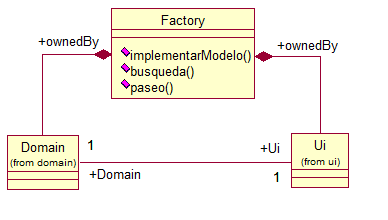 Factory
+ownedBy
+ownedBy
implementarModelo()
busqueda()
paseo()
Domain
(from domain)
1
+Ui
Ui
(from ui)
+Domain
1